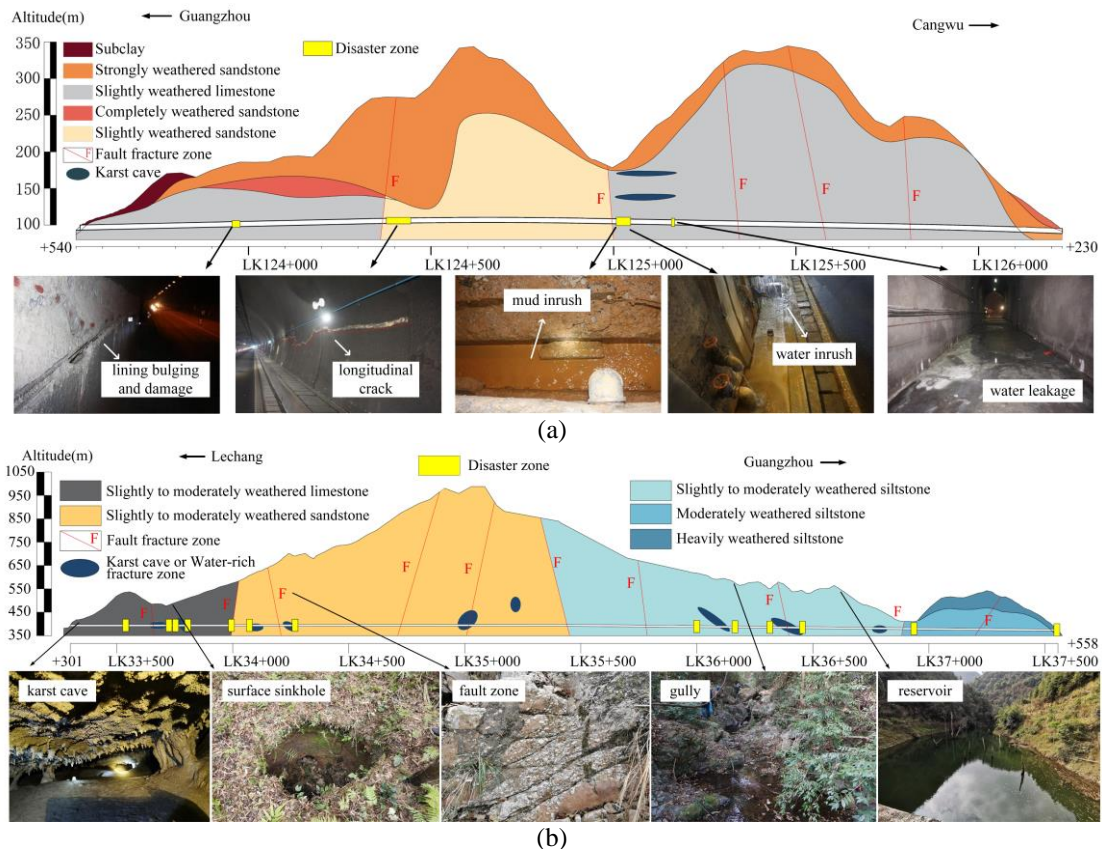 Altitude(m)
Guangzhou
Cangwu
350
300
250
200
150
100
Subclay
Strongly weathered sandstone
Slightly weathered limestone
Completely weathered sandstone
Slightly weathered sandstone
F Fault fracture zone
Karst cave
Disaster zone
F
F
F
F
F
+540
LK124+000
LK124+500
LK125+000
LK125+500
LK126+000
+230
lining bulging
and damage
longitudinal
crack
mud inrush
water inrush
water leakage
(a)
Altitude(m)
Lechang
Guangzhou
1050
950
850
750
650
550
450
350
Slightly to moderately weathered limestone
Slightly to moderately weathered sandstone
F Fault fracture zone
Karst cave or Water-rich
fracture zone
Disaster zone
Slightly to moderately weathered siltstone
Moderately weathered siltstone
Heavily weathered siltstone
F
F
F
F
F
F
F
F
F
F
+301
LK33+500
LK34+000
LK34+500
LK35+000
LK35+500
LK36+000
LK36+500
LK37+000
LK37+500
+558
karst cave
surface sinkhole
fault zone
gully
reservoir
(b)